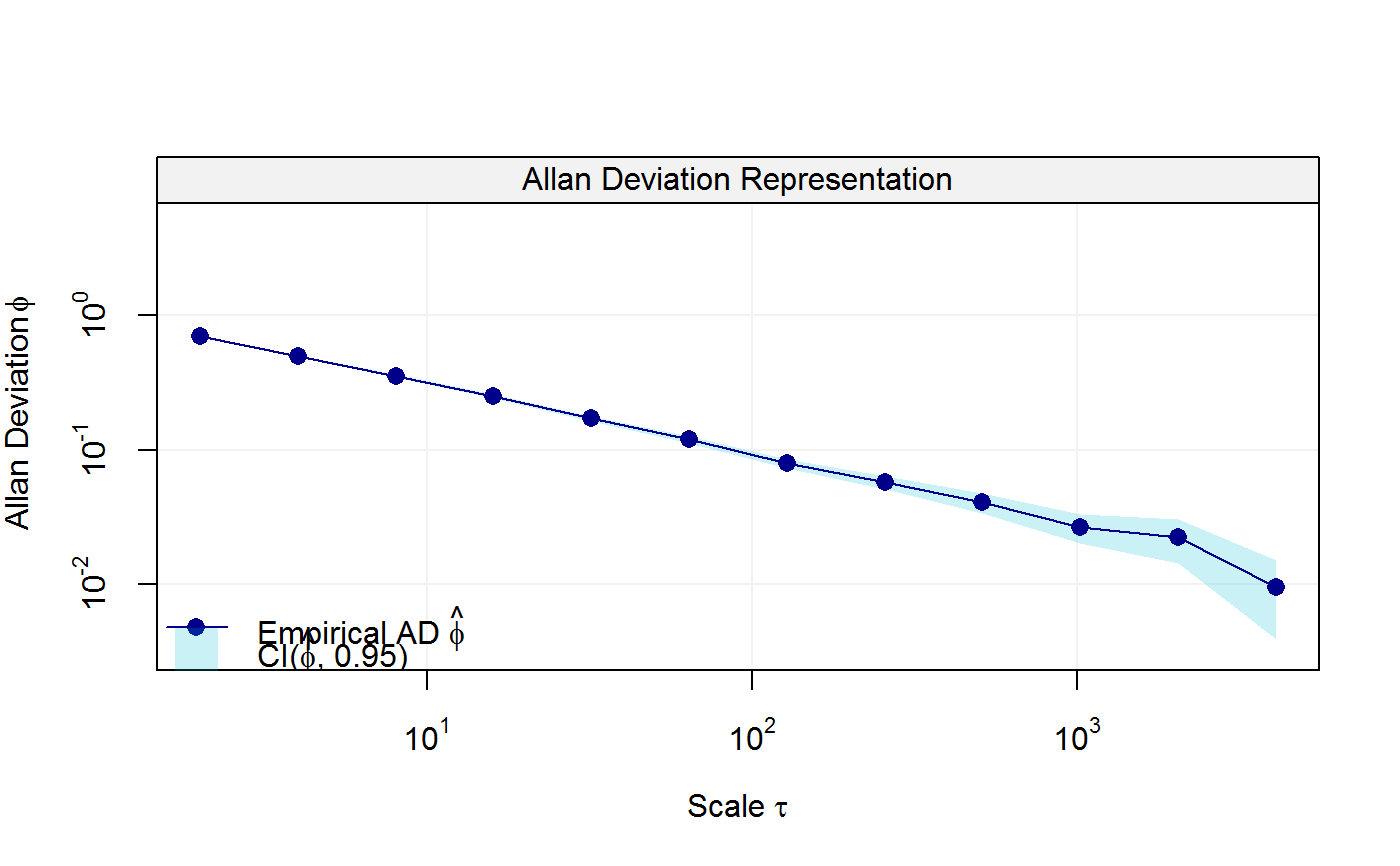 Allan Deviation Representation
Allan Deviation ϕ
10⁰
10⁻¹
10⁻²
Empirical AD ϕ̂
CI(ϕ̂, 0.95)
10¹
10²
10³
Scale τ